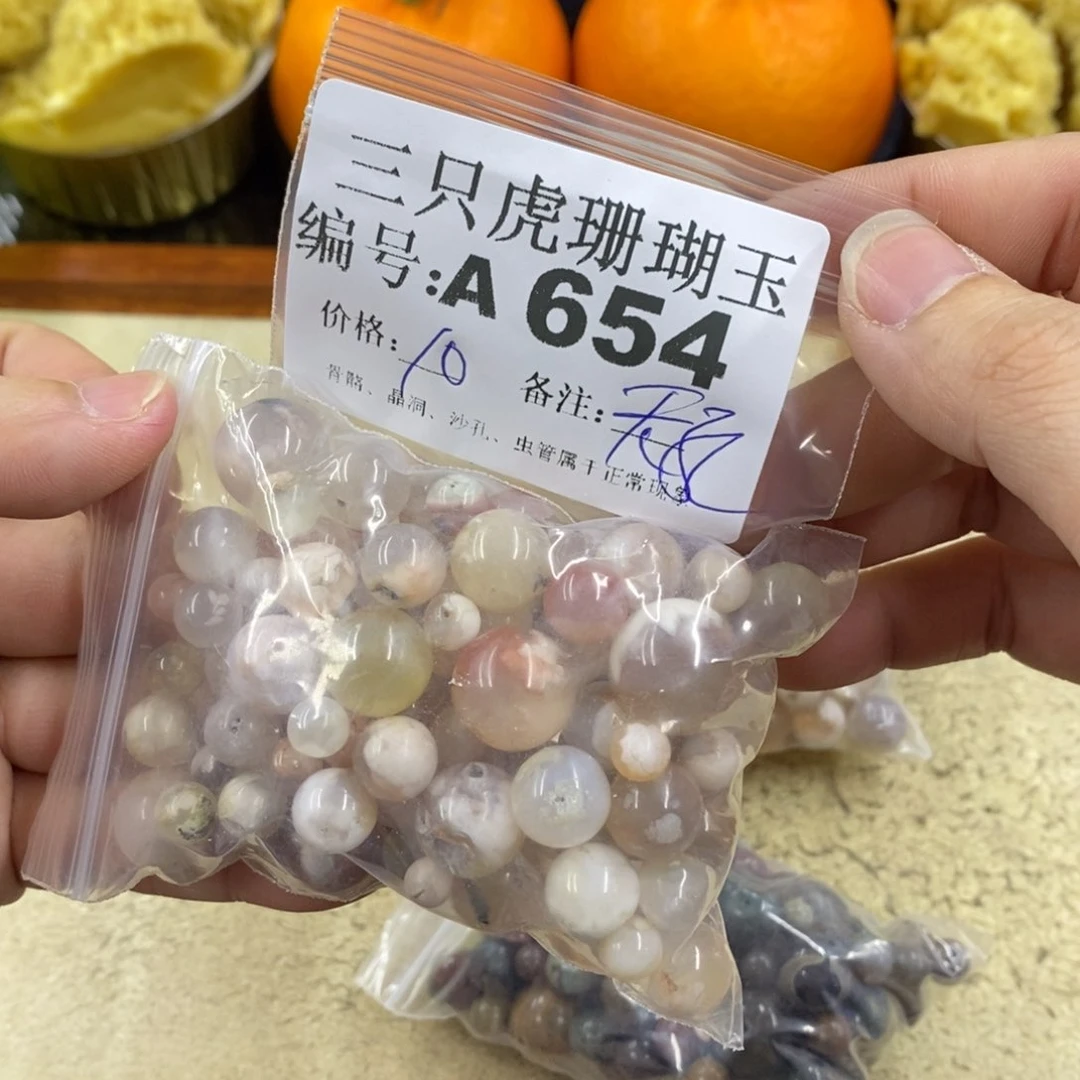 三只虎珊瑚玉
编号:A 654
价格: 10 备注:
骨骼、晶洞、沙孔、虫管属于正常现象